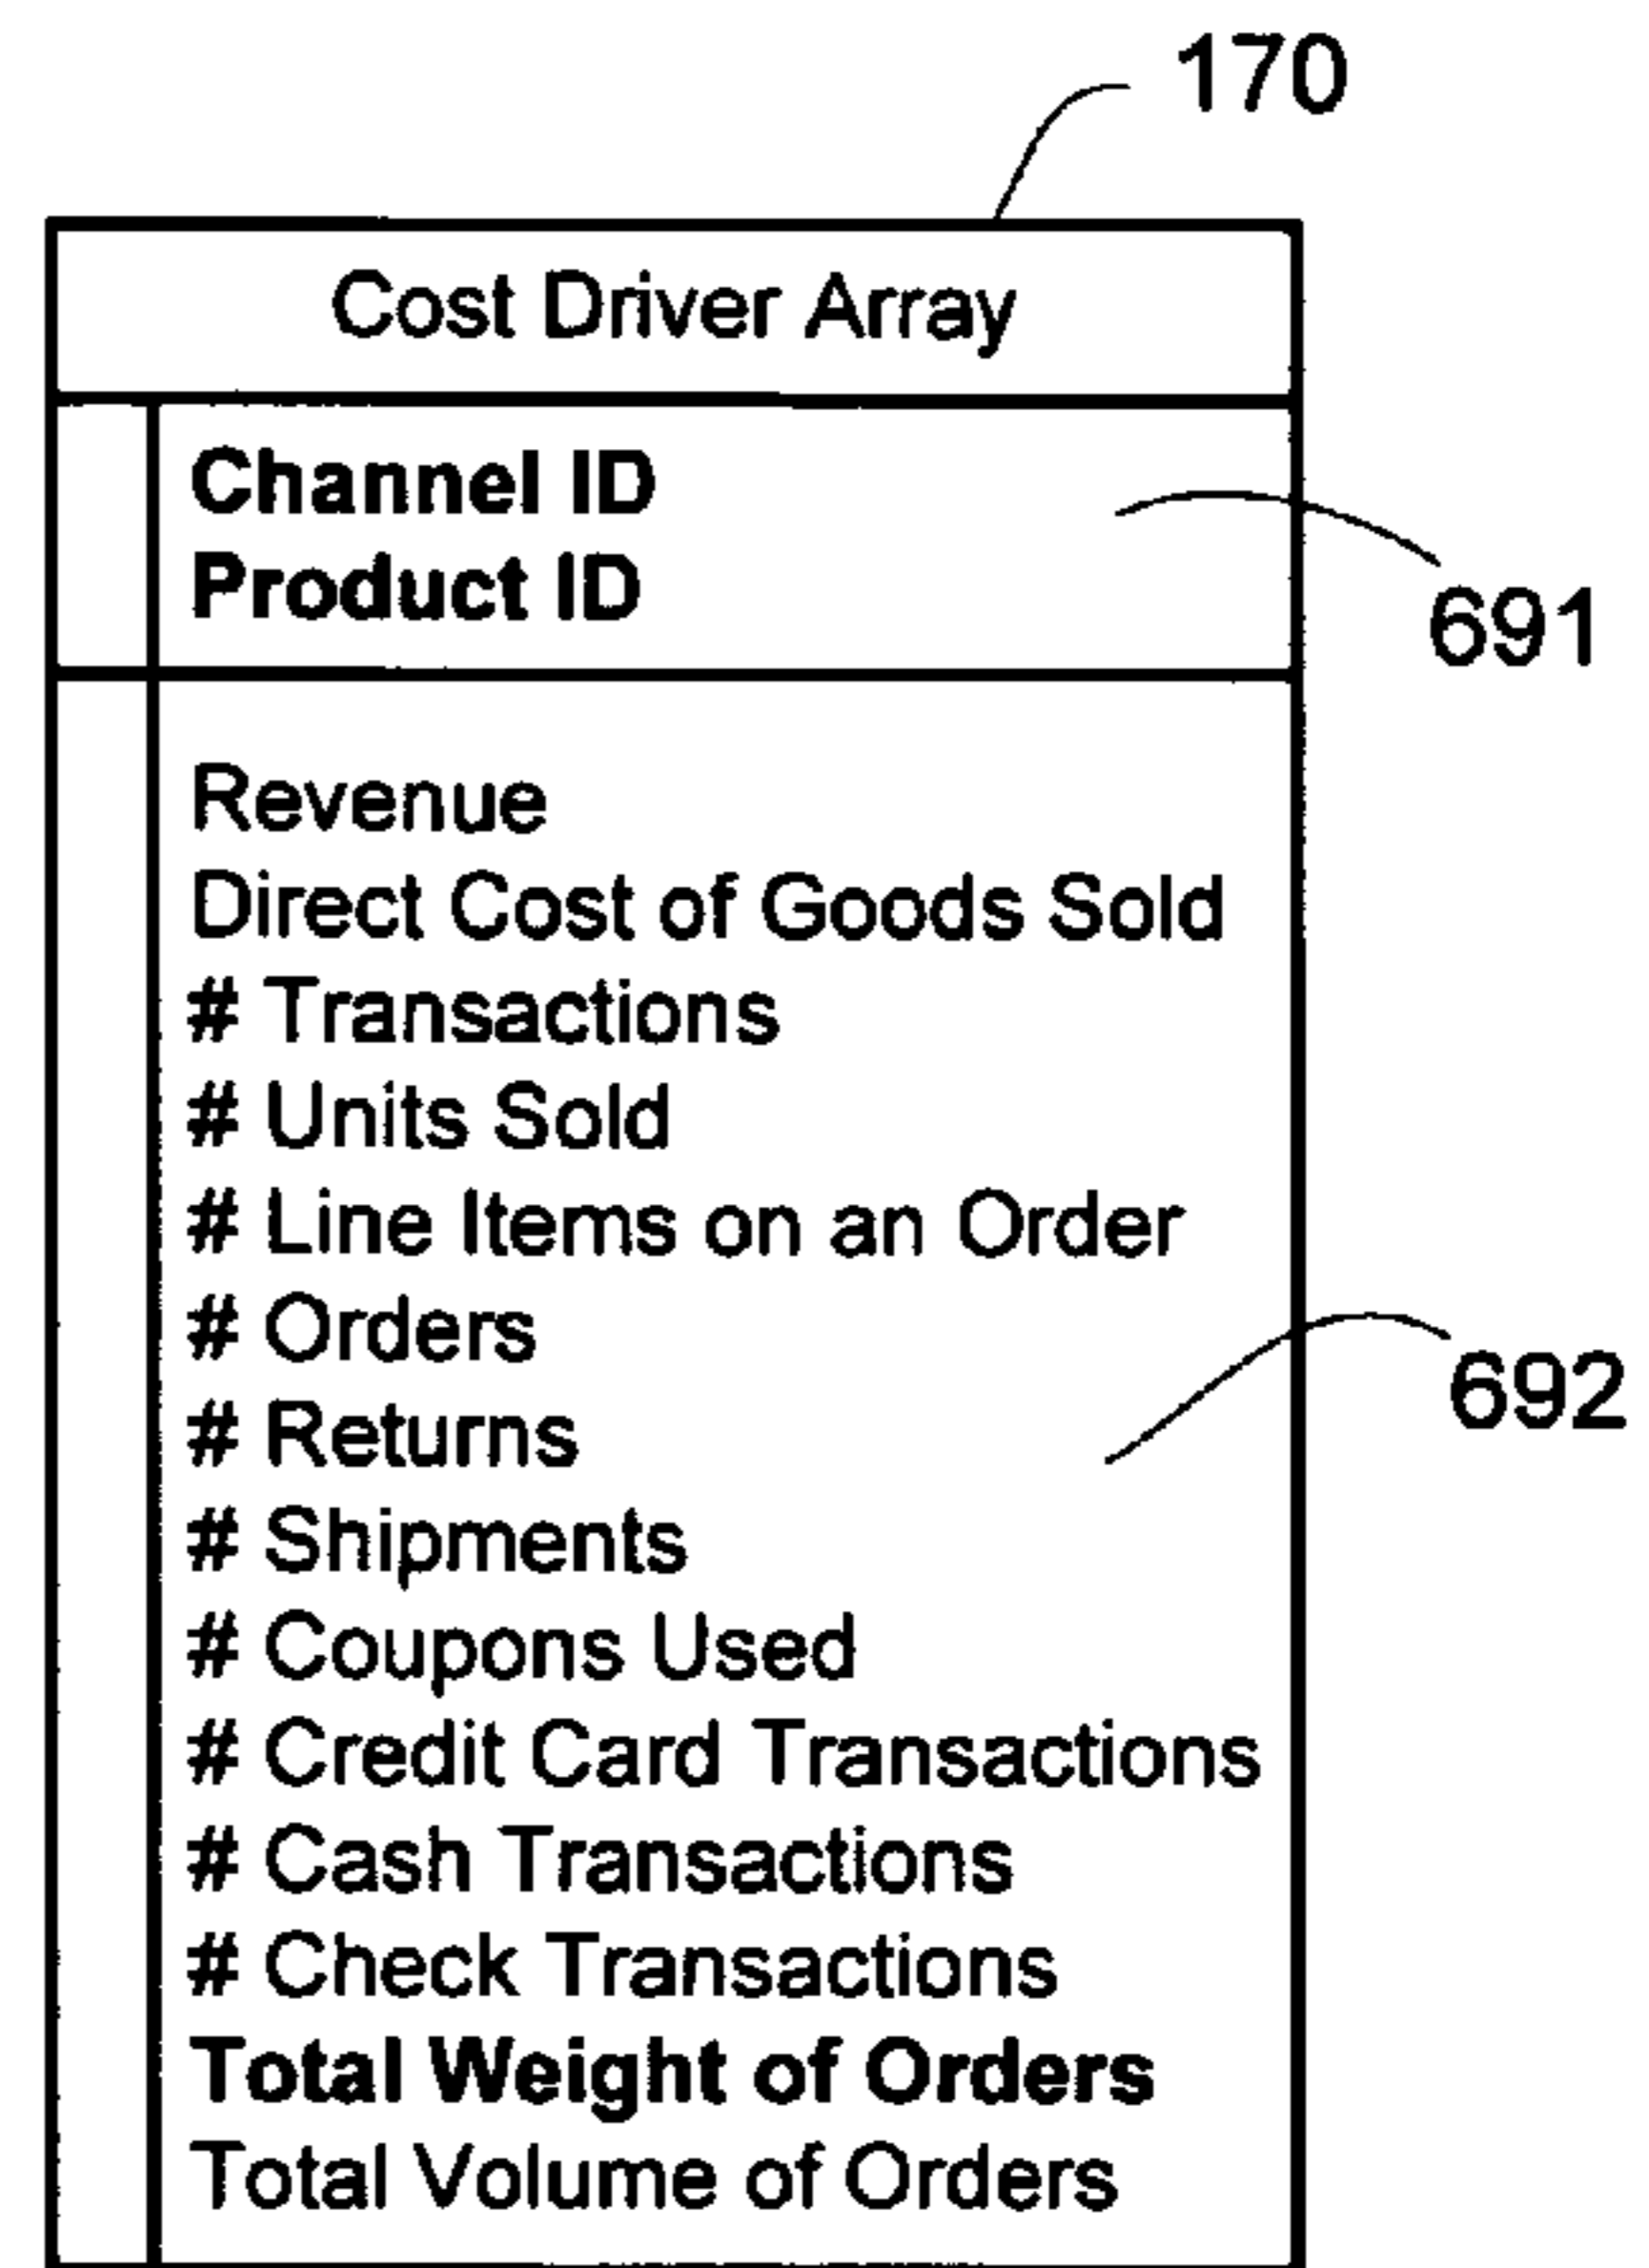 170
Cost Driver Array
Channel ID
Product ID
691
Revenue
Direct Cost of Goods Sold
# Transactions
# Units Sold
# Line Items on an Order
# Orders
692
# Returns
# Shipments
# Coupons Used
# Credit Card Transactions
# Cash Transactions
# Check Transactions
Total Weight of Orders
Total Volume of Orders